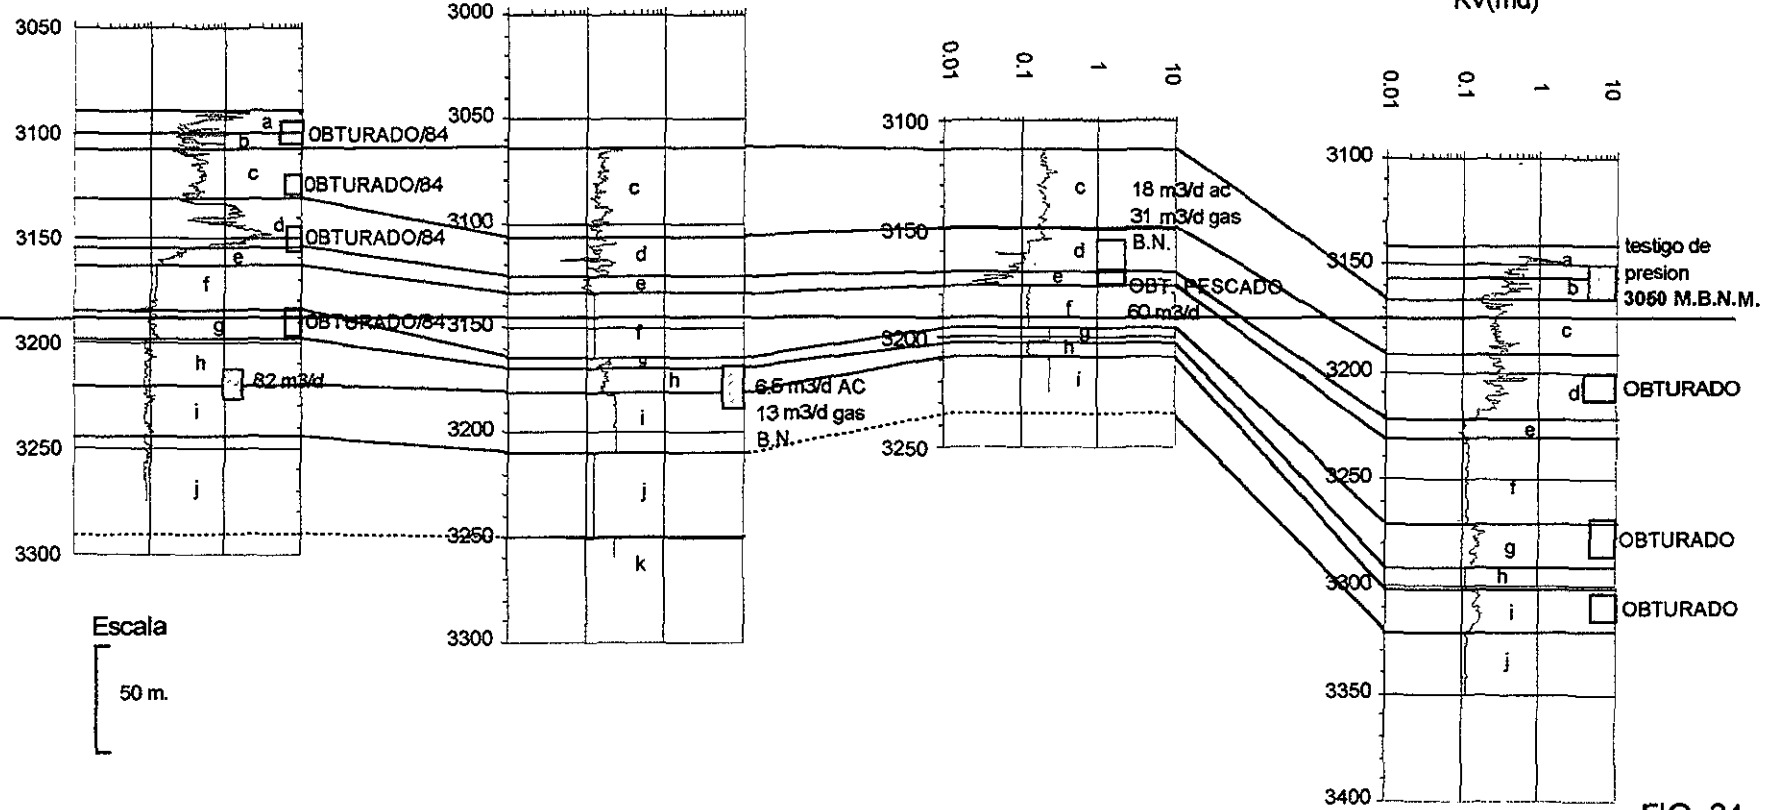 Kv(md)
3050
3100
3150
3200
3250
3300
a
b
c
d
e
f
g
h
i
j
OBTURADO/84
OBTURADO/84
OBTURADO/84
OBTURADO/84
82 m3/d
Escala
50 m.
3000
3050
3100
3150
3200
3250
3300
c
d
e
f
g
h
i
j
k
6.5 m3/d AC
13 m3/d gas
B.N.
0.01
0.1
1
10
3100
3150
3200
3250
c
d
e
f
g
h
i
18 m3/d ac
31 m3/d gas
B.N.
OBT. PESCADO
60 m3/d
0.01
0.1
1
10
3100
3150
3200
3250
3300
3350
3400
a
b
c
d
e
f
g
h
i
j
testigo de
presion
3050 M.B.N.M.
OBTURADO
OBTURADO
OBTURADO